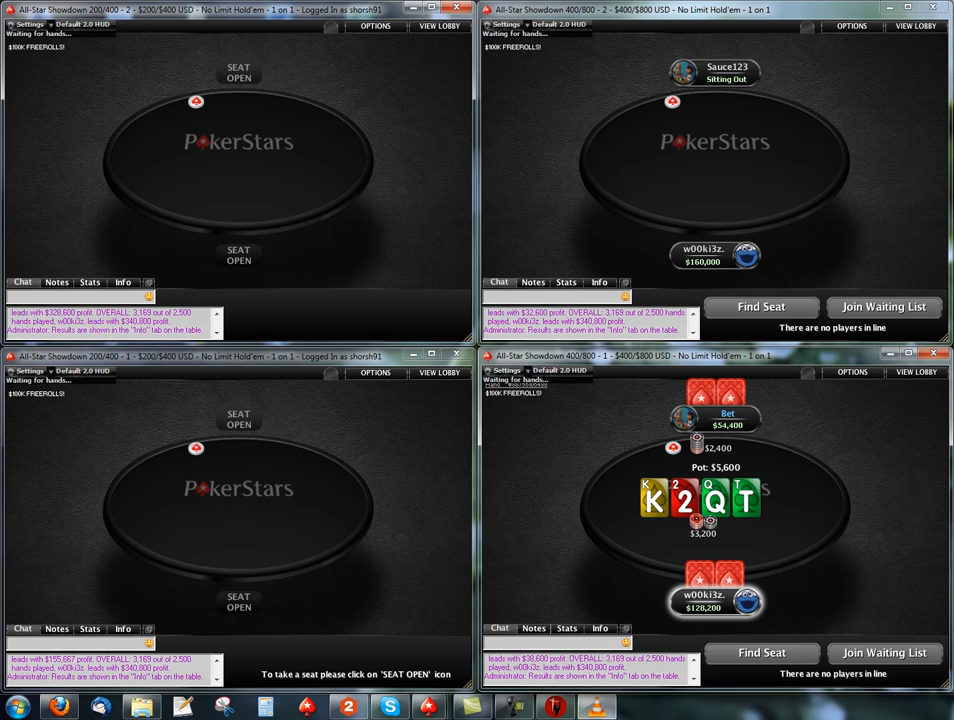 All-Star Showdown 200/400 - 2 - $200/$400 USD - No Limit Hold'em - 1 on 1 - Logged In as shorsh91
Settings Default 2.0 HUD
Waiting for hands...
$100K FREEROLLS!
OPTIONS VIEW LOBBY
SEAT
OPEN
PokerStars
SEAT
OPEN
Chat Notes Stats Info
leads with $328,600 profit. OVERALL: 3,169 out of 2,500
hands played, w00ki3z. leads with $340,800 profit.
Administrator: Results are shown in the "Info" tab on the table.
All-Star Showdown 400/800 - 2 - $400/$800 USD - No Limit Hold'em - 1 on 1
Settings Default 2.0 HUD
Waiting for hands...
$100K FREEROLLS!
OPTIONS VIEW LOBBY
Sauce123
Sitting Out
PokerStars
w00ki3z.
$160,000
Chat Notes Stats Info
leads with $32,600 profit. OVERALL: 3,169 out of 2,500 hands
played, w00ki3z. leads with $340,800 profit.
Administrator: Results are shown in the "Info" tab on the table.
Find Seat Join Waiting List
There are no players in line
All-Star Showdown 200/400 - 1 - $200/$400 USD - No Limit Hold'em - 1 on 1 - Logged In as shorsh91
Settings Default 2.0 HUD
Waiting for hands...
$100K FREEROLLS!
OPTIONS VIEW LOBBY
SEAT
OPEN
PokerStars
SEAT
OPEN
Chat Notes Stats Info
leads with $155,667 profit. OVERALL: 3,169 out of 2,500
hands played, w00ki3z. leads with $340,800 profit.
Administrator: Results are shown in the "Info" tab on the table.
To take a seat please click on 'SEAT OPEN' icon
All-Star Showdown 400/800 - 1 - $400/$800 USD - No Limit Hold'em - 1 on 1
Settings Default 2.0 HUD
Waiting for hands...
$100K FREEROLLS!
OPTIONS VIEW LOBBY
Bet
$54,400
$2,400
Pot: $5,600
K 2 Q T
K 2 Q T
$3,200
w00ki3z.
$128,200
Chat Notes Stats Info
leads with $38,600 profit. OVERALL: 3,169 out of 2,500 hands
played, w00ki3z. leads with $340,800 profit.
Administrator: Results are shown in the "Info" tab on the table.
Find Seat Join Waiting List
There are no players in line
2